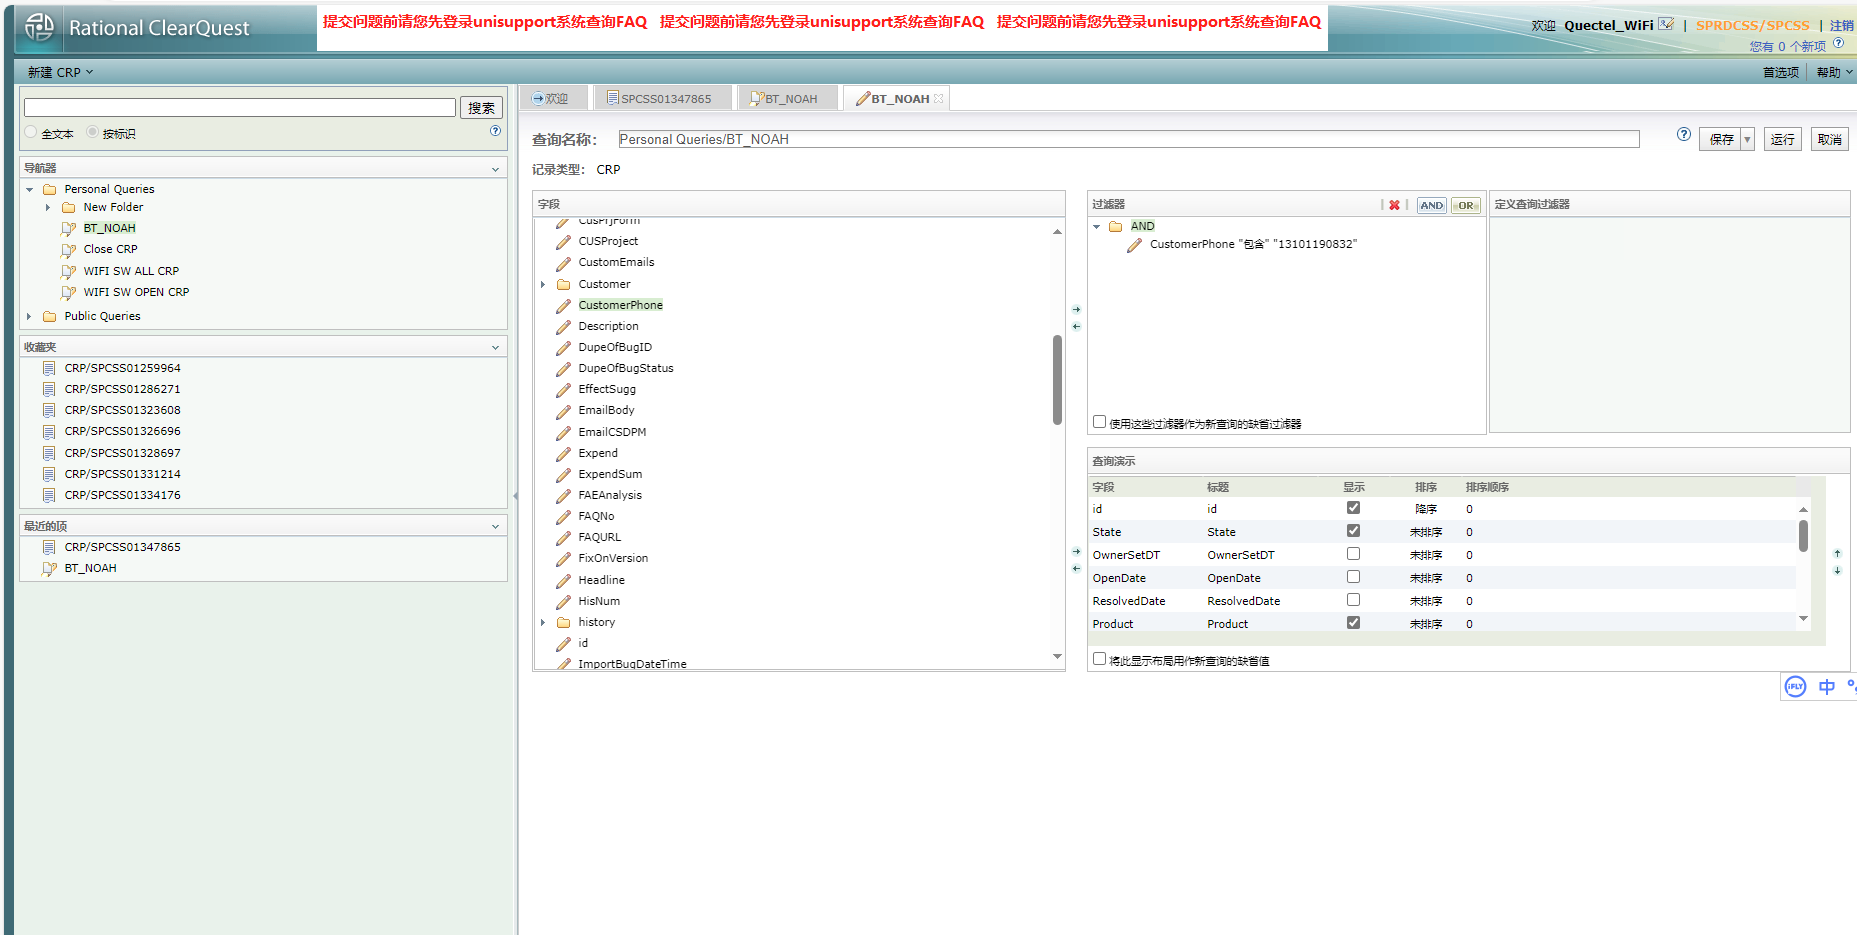 Rational ClearQuest
提交问题前请您先登录unisupport系统查询FAQ 提交问题前请您先登录unisupport系统查询FAQ 提交问题前请您先登录unisupport系统查询FAQ
欢迎 Quectel_WiFi | SPRDCSS/SPCSS | 注销
您有 0 个新项
新建 CRP
首选项 帮助
搜索
全文本 按标识
导航器
Personal Queries
New Folder
BT_NOAH
Close CRP
WIFI SW ALL CRP
WIFI SW OPEN CRP
Public Queries
收藏夹
CRP/SPCSS01259964
CRP/SPCSS01286271
CRP/SPCSS01323608
CRP/SPCSS01326696
CRP/SPCSS01328697
CRP/SPCSS01331214
CRP/SPCSS01334176
最近的项
CRP/SPCSS01347865
BT_NOAH
欢迎 SPCSS01347865 BT_NOAH BT_NOAH
查询名称： Personal Queries/BT_NOAH
保存 运行 取消
记录类型： CRP
字段
CusPrjForm
CUSProject
CustomEmails
Customer
CustomerPhone
Description
DupeOfBugID
DupeOfBugStatus
EffectSugg
EmailBody
EmailCSDPM
Expend
ExpendSum
FAEAnalysis
FAQNo
FAQURL
FixOnVersion
Headline
HisNum
history
id
ImportBugDateTime
过滤器 AND OR
AND
CustomerPhone "包含" "13101190832"
使用这些过滤器作为新查询的缺省过滤器
定义查询过滤器
查询演示
字段 标题 显示 排序 排序顺序
id id 降序 0
State State 未排序 0
OwnerSetDT OwnerSetDT 未排序 0
OpenDate OpenDate 未排序 0
ResolvedDate ResolvedDate 未排序 0
Product Product 未排序 0
将此显示布局用作新查询的缺省值
iFLY 中